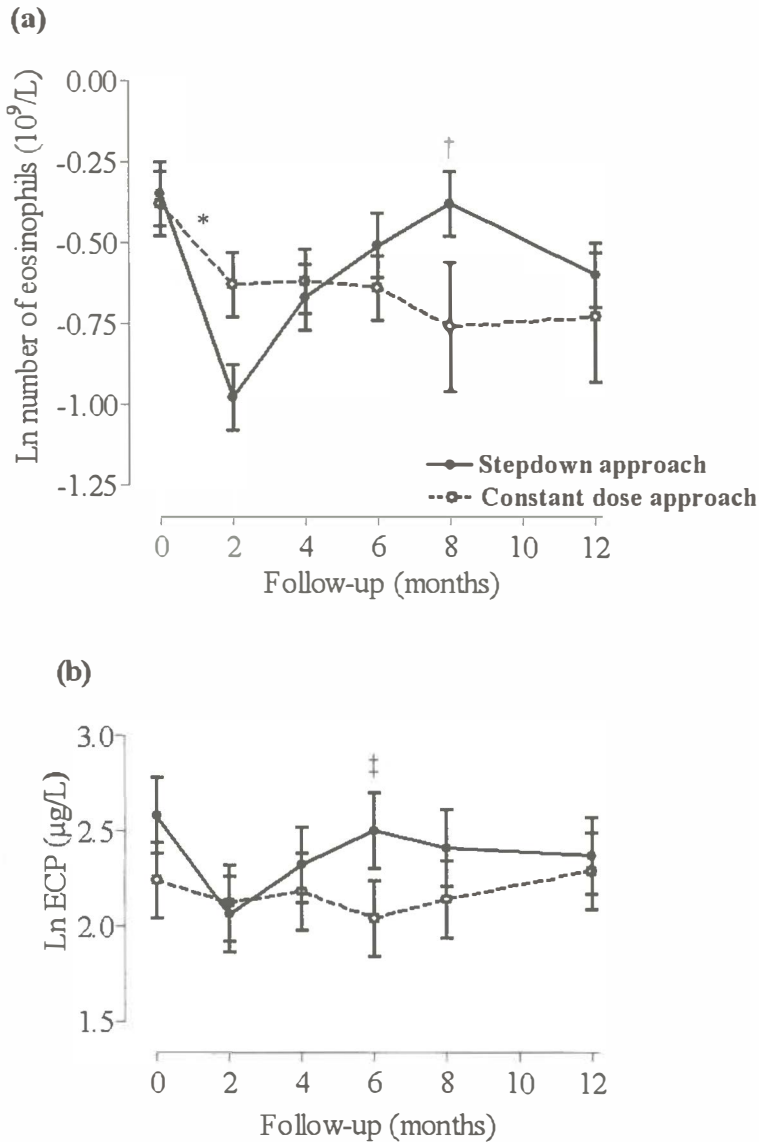 (a)
Ln number of eosinophils (10⁹/L)
0.00
-0.25
-0.50
-0.75
-1.00
-1.25
*
†
Stepdown approach
Constant dose approach
0 2 4 6 8 10 12
Follow-up (months)
(b)
Ln ECP (µg/L)
3.0
2.5
2.0
1.5
‡
0 2 4 6 8 10 12
Follow-up (months)